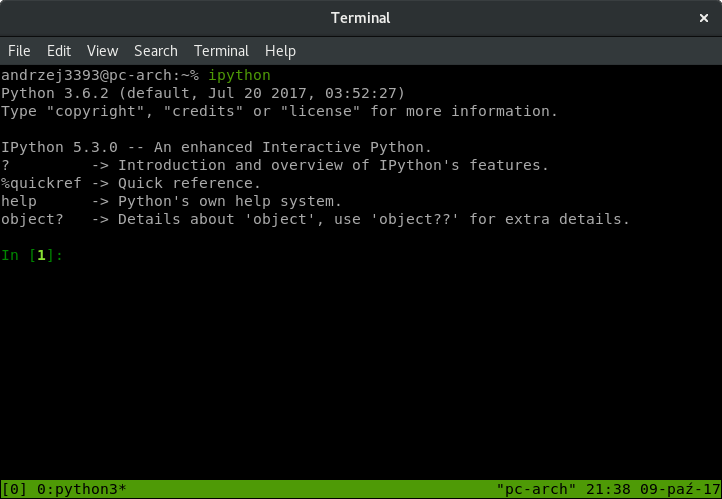 Terminal
File Edit View Search Terminal Help
andrzej3393@pc-arch:~% ipython
Python 3.6.2 (default, Jul 20 2017, 03:52:27)
Type "copyright", "credits" or "license" for more information.
IPython 5.3.0 -- An enhanced Interactive Python.
?         -> Introduction and overview of IPython's features.
%quickref -> Quick reference.
help      -> Python's own help system.
object?   -> Details about 'object', use 'object??' for extra details.
In [1]:
[0] 0:python3* "pc-arch" 21:38 09-paź-17